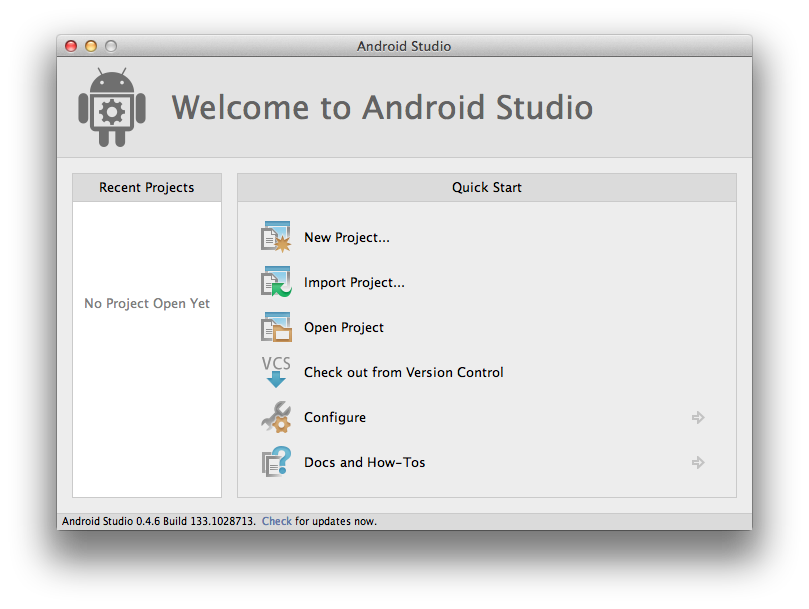 Android Studio
Welcome to Android Studio
Recent Projects
No Project Open Yet
Quick Start
New Project...
Import Project...
Open Project
VCS
Check out from Version Control
Configure
Docs and How-Tos
Android Studio 0.4.6 Build 133.1028713. Check for updates now.